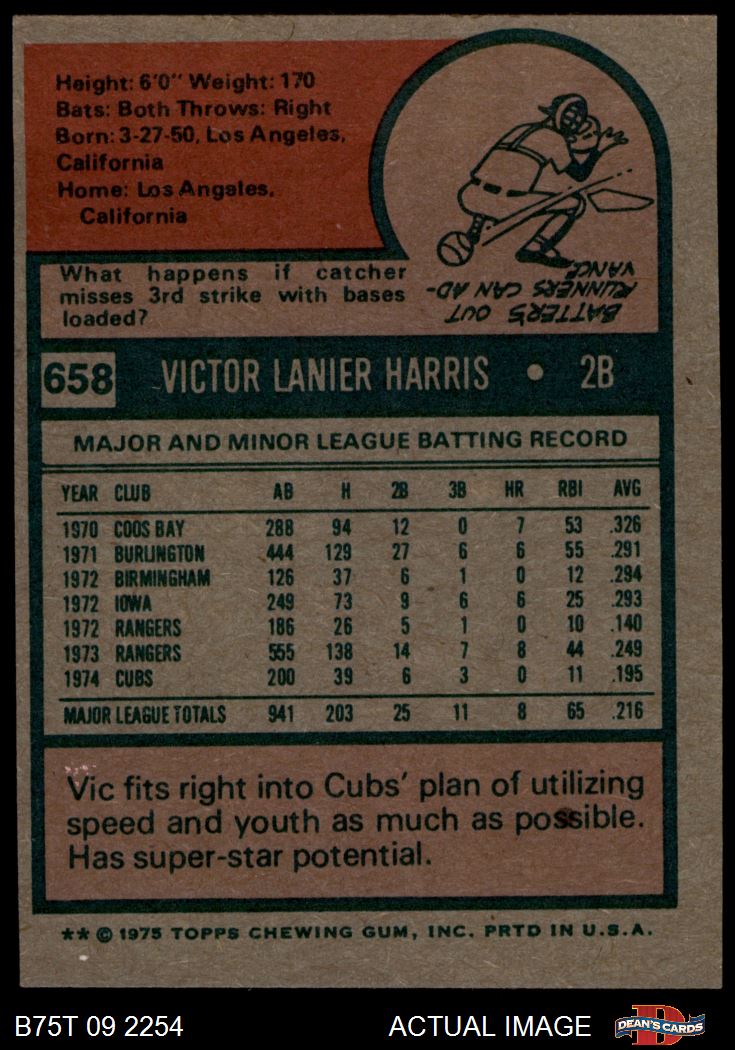 Height: 6'0" Weight: 170
Bats: Both Throws: Right
Born: 3-27-50, Los Angeles,
California
Home: Los Angeles,
California
What happens if catcher
misses 3rd strike with bases
loaded?
BATTER'S OUT
RUNNERS CAN AD-
VANCE
658 VICTOR LANIER HARRIS • 2B
MAJOR AND MINOR LEAGUE BATTING RECORD
YEAR CLUB AB H 2B 3B HR RBI AVG
1970 COOS BAY 288 94 12 0 7 53 .326
1971 BURLINGTON 444 129 27 6 6 55 .291
1972 BIRMINGHAM 126 37 6 1 0 12 .294
1972 IOWA 249 73 9 6 6 25 .293
1972 RANGERS 186 26 5 1 0 10 .140
1973 RANGERS 555 138 14 7 8 44 .249
1974 CUBS 200 39 6 3 0 11 .195
MAJOR LEAGUE TOTALS 941 203 25 11 8 65 .216
Vic fits right into Cubs' plan of utilizing
speed and youth as much as possible.
Has super-star potential.
** © 1975 TOPPS CHEWING GUM, INC. PRTD IN U.S.A.
B75T 09 2254 ACTUAL IMAGE DEAN'S CARDS